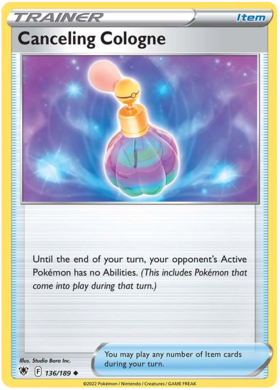 TRAINER Item
Canceling Cologne
Until the end of your turn, your opponent's Active
Pokémon has no Abilities. (This includes Pokémon that
come into play during that turn.)
Illus. Studio Bora Inc.
F 136/189
You may play any number of Item cards
during your turn.
©2022 Pokémon / Nintendo / Creatures / GAME FREAK